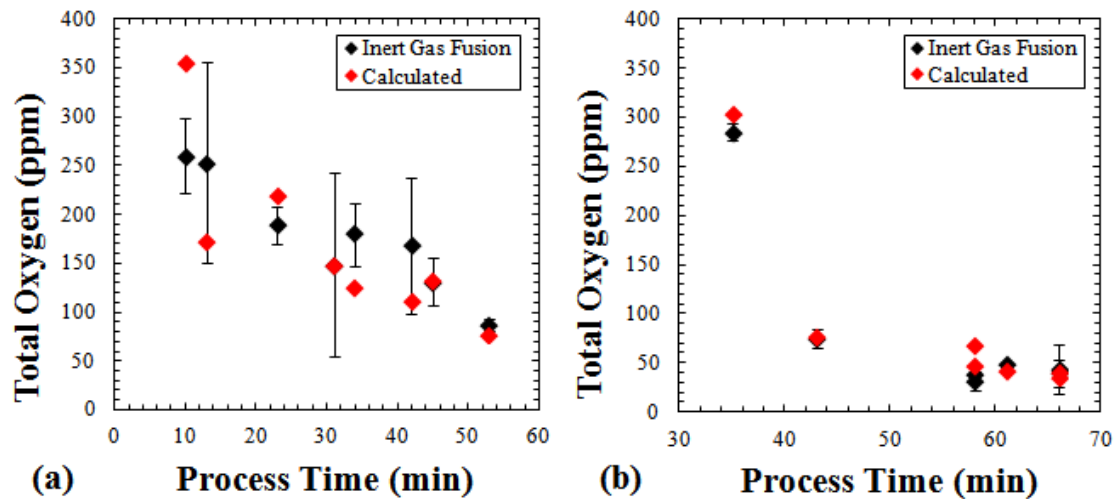 400
350
300
250
200
150
100
50
0
Total Oxygen (ppm)
Inert Gas Fusion
Calculated
0 10 20 30 40 50 60
(a) Process Time (min)
400
350
300
250
200
150
100
50
0
Total Oxygen (ppm)
Inert Gas Fusion
Calculated
30 40 50 60 70
(b) Process Time (min)